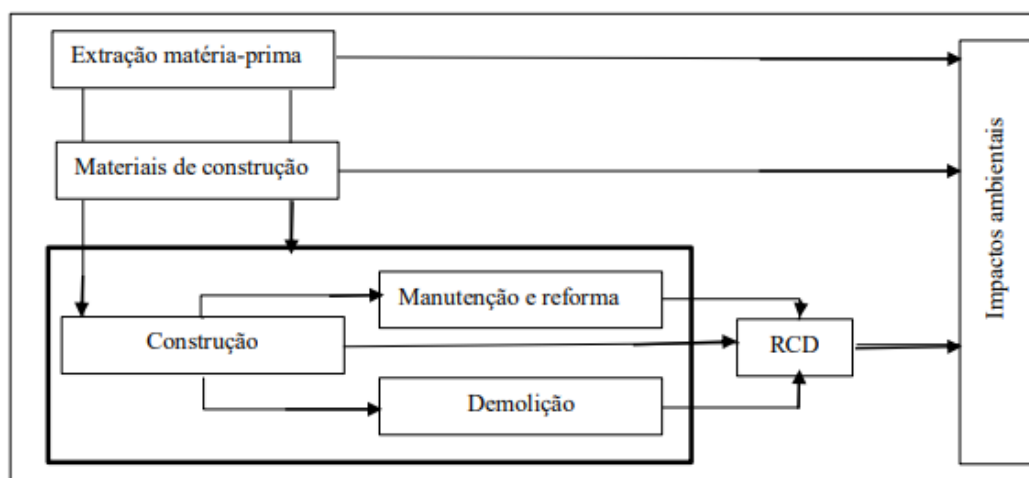 Extração matéria-prima
Materiais de construção
Manutenção e reforma
Construção
RCD
Demolição
Impactos ambientais